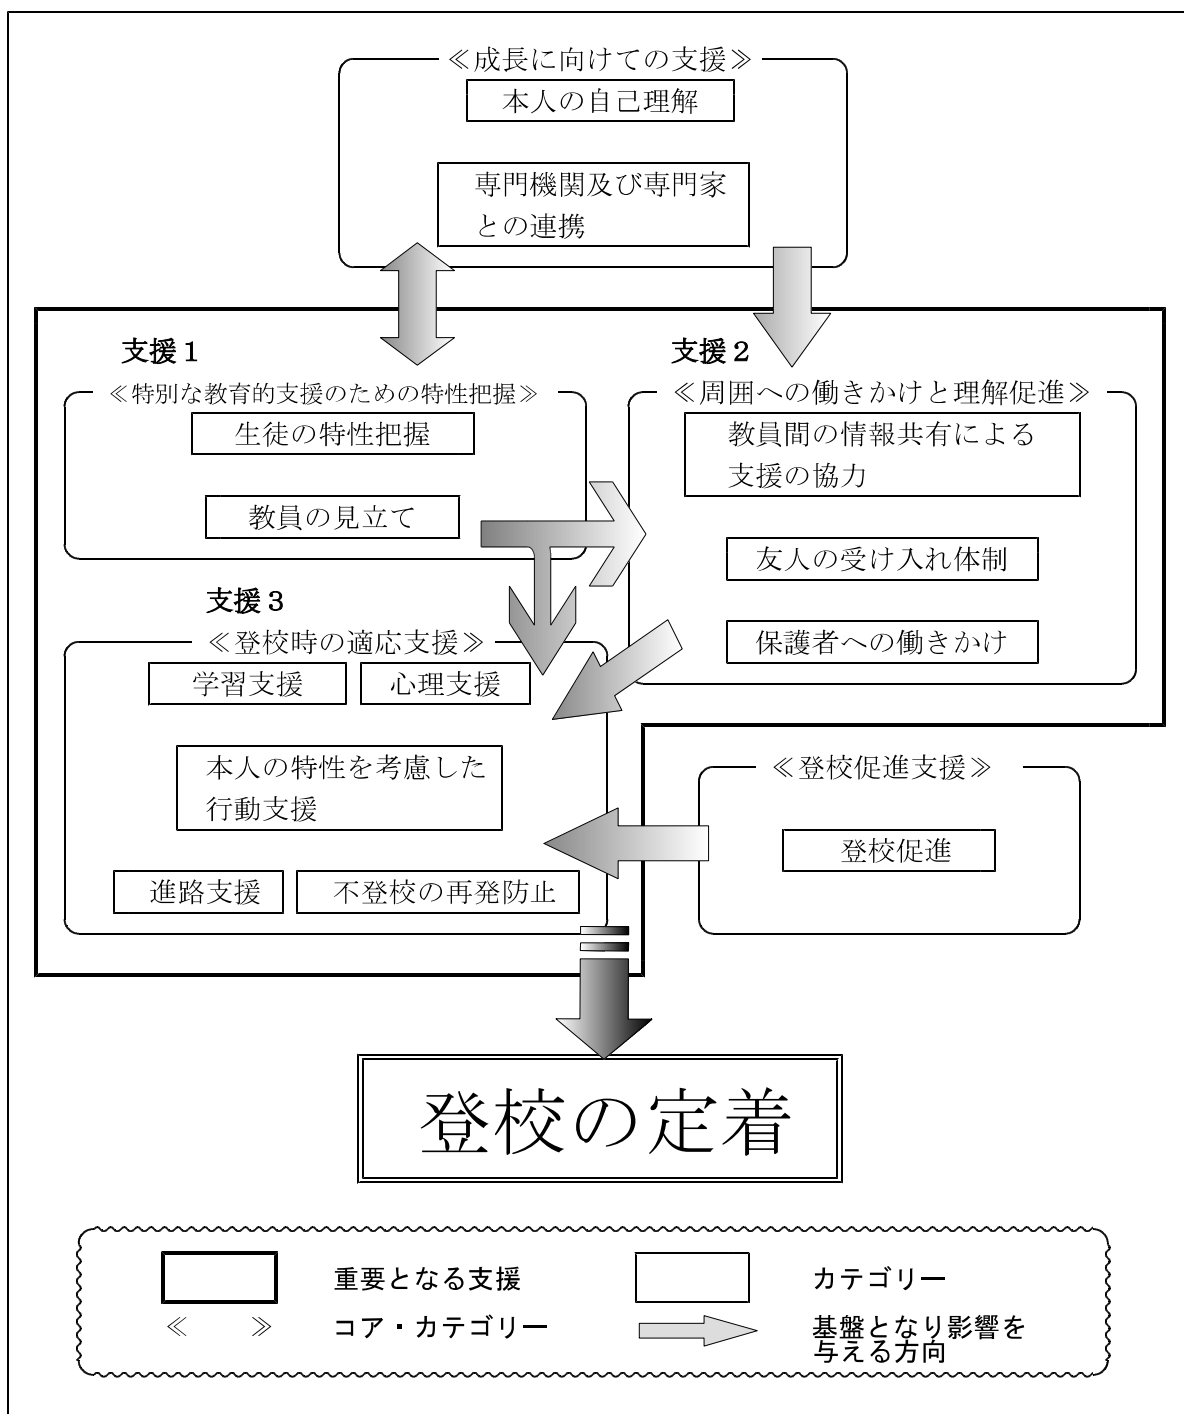 ≪成長に向けての支援≫
本人の自己理解
専門機関及び専門家
との連携
支援1
≪特別な教育的支援のための特性把握≫
生徒の特性把握
教員の見立て
支援2
≪周囲への働きかけと理解促進≫
教員間の情報共有による
支援の協力
友人の受け入れ体制
保護者への働きかけ
支援3
≪登校時の適応支援≫
学習支援
心理支援
本人の特性を考慮した
行動支援
進路支援
不登校の再発防止
≪登校促進支援≫
登校促進
登校の定着
重要となる支援
カテゴリー
≪ ≫
コア・カテゴリー
基盤となり影響を
与える方向